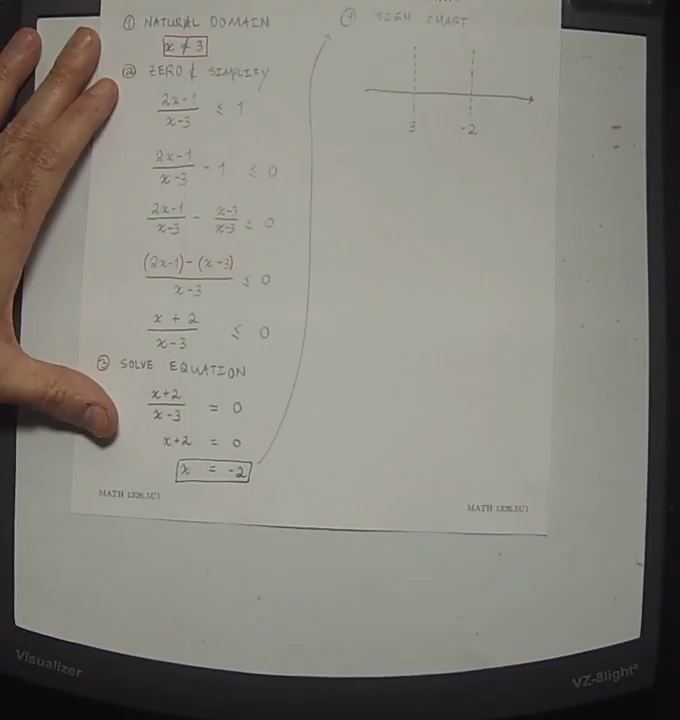 ① NATURAL DOMAIN
x ≠ 3
② ZERO & SIMPLIFY
2x-1 / x-3 ≤ 1
2x-1 / x-3 - 1 ≤ 0
2x-1 / x-3 - x-3 / x-3 ≤ 0
(2x-1) - (x-3) / x-3 ≤ 0
x + 2 / x-3 ≤ 0
③ SOLVE EQUATION
x+2 / x-3 = 0
x+2 = 0
x = -2
MATH 1326.5U1
④ SIGN CHART
3 -2
MATH 1326.5U1
Visualizer
VZ-8light³